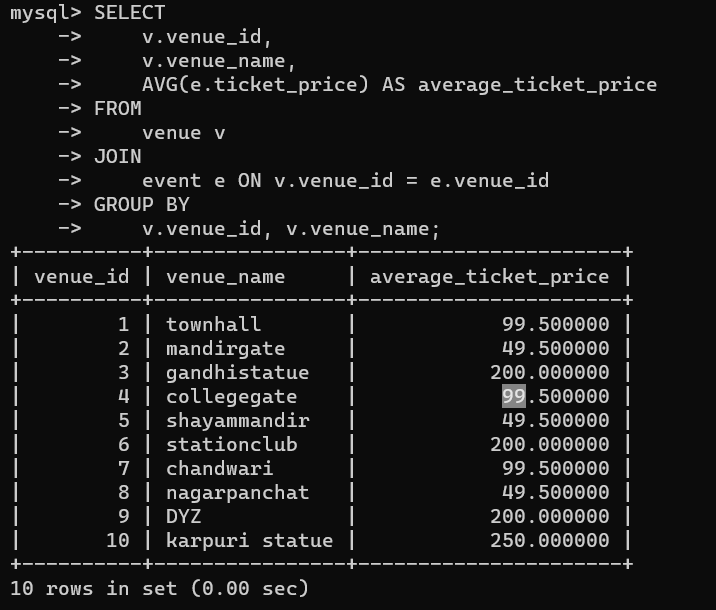 mysql> SELECT
    ->     v.venue_id,
    ->     v.venue_name,
    ->     AVG(e.ticket_price) AS average_ticket_price
    -> FROM
    ->     venue v
    -> JOIN
    ->     event e ON v.venue_id = e.venue_id
    -> GROUP BY
    ->     v.venue_id, v.venue_name;
+----------+----------------+----------------------+
| venue_id | venue_name     | average_ticket_price |
+----------+----------------+----------------------+
|        1 | townhall       |            99.500000 |
|        2 | mandirgate     |            49.500000 |
|        3 | gandhistatue   |           200.000000 |
|        4 | collegegate    |            99.500000 |
|        5 | shayammandir   |            49.500000 |
|        6 | stationclub    |           200.000000 |
|        7 | chandwari      |            99.500000 |
|        8 | nagarpanchat   |            49.500000 |
|        9 | DYZ            |           200.000000 |
|       10 | karpuri statue |           250.000000 |
+----------+----------------+----------------------+
10 rows in set (0.00 sec)